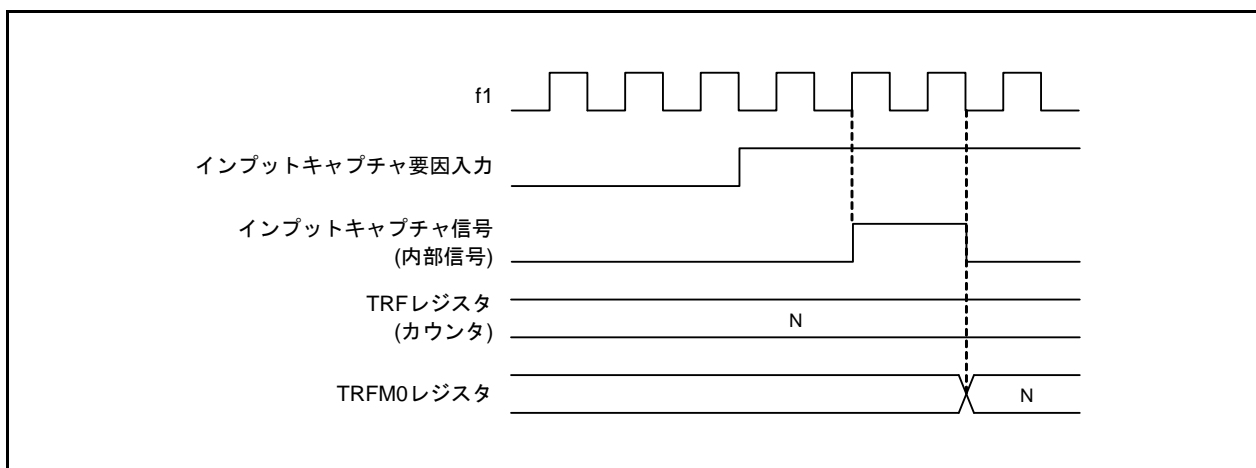 f1
インプットキャプチャ要因入力
インプットキャプチャ信号
(内部信号)
TRFレジスタ
(カウンタ)
N
TRFM0レジスタ
N